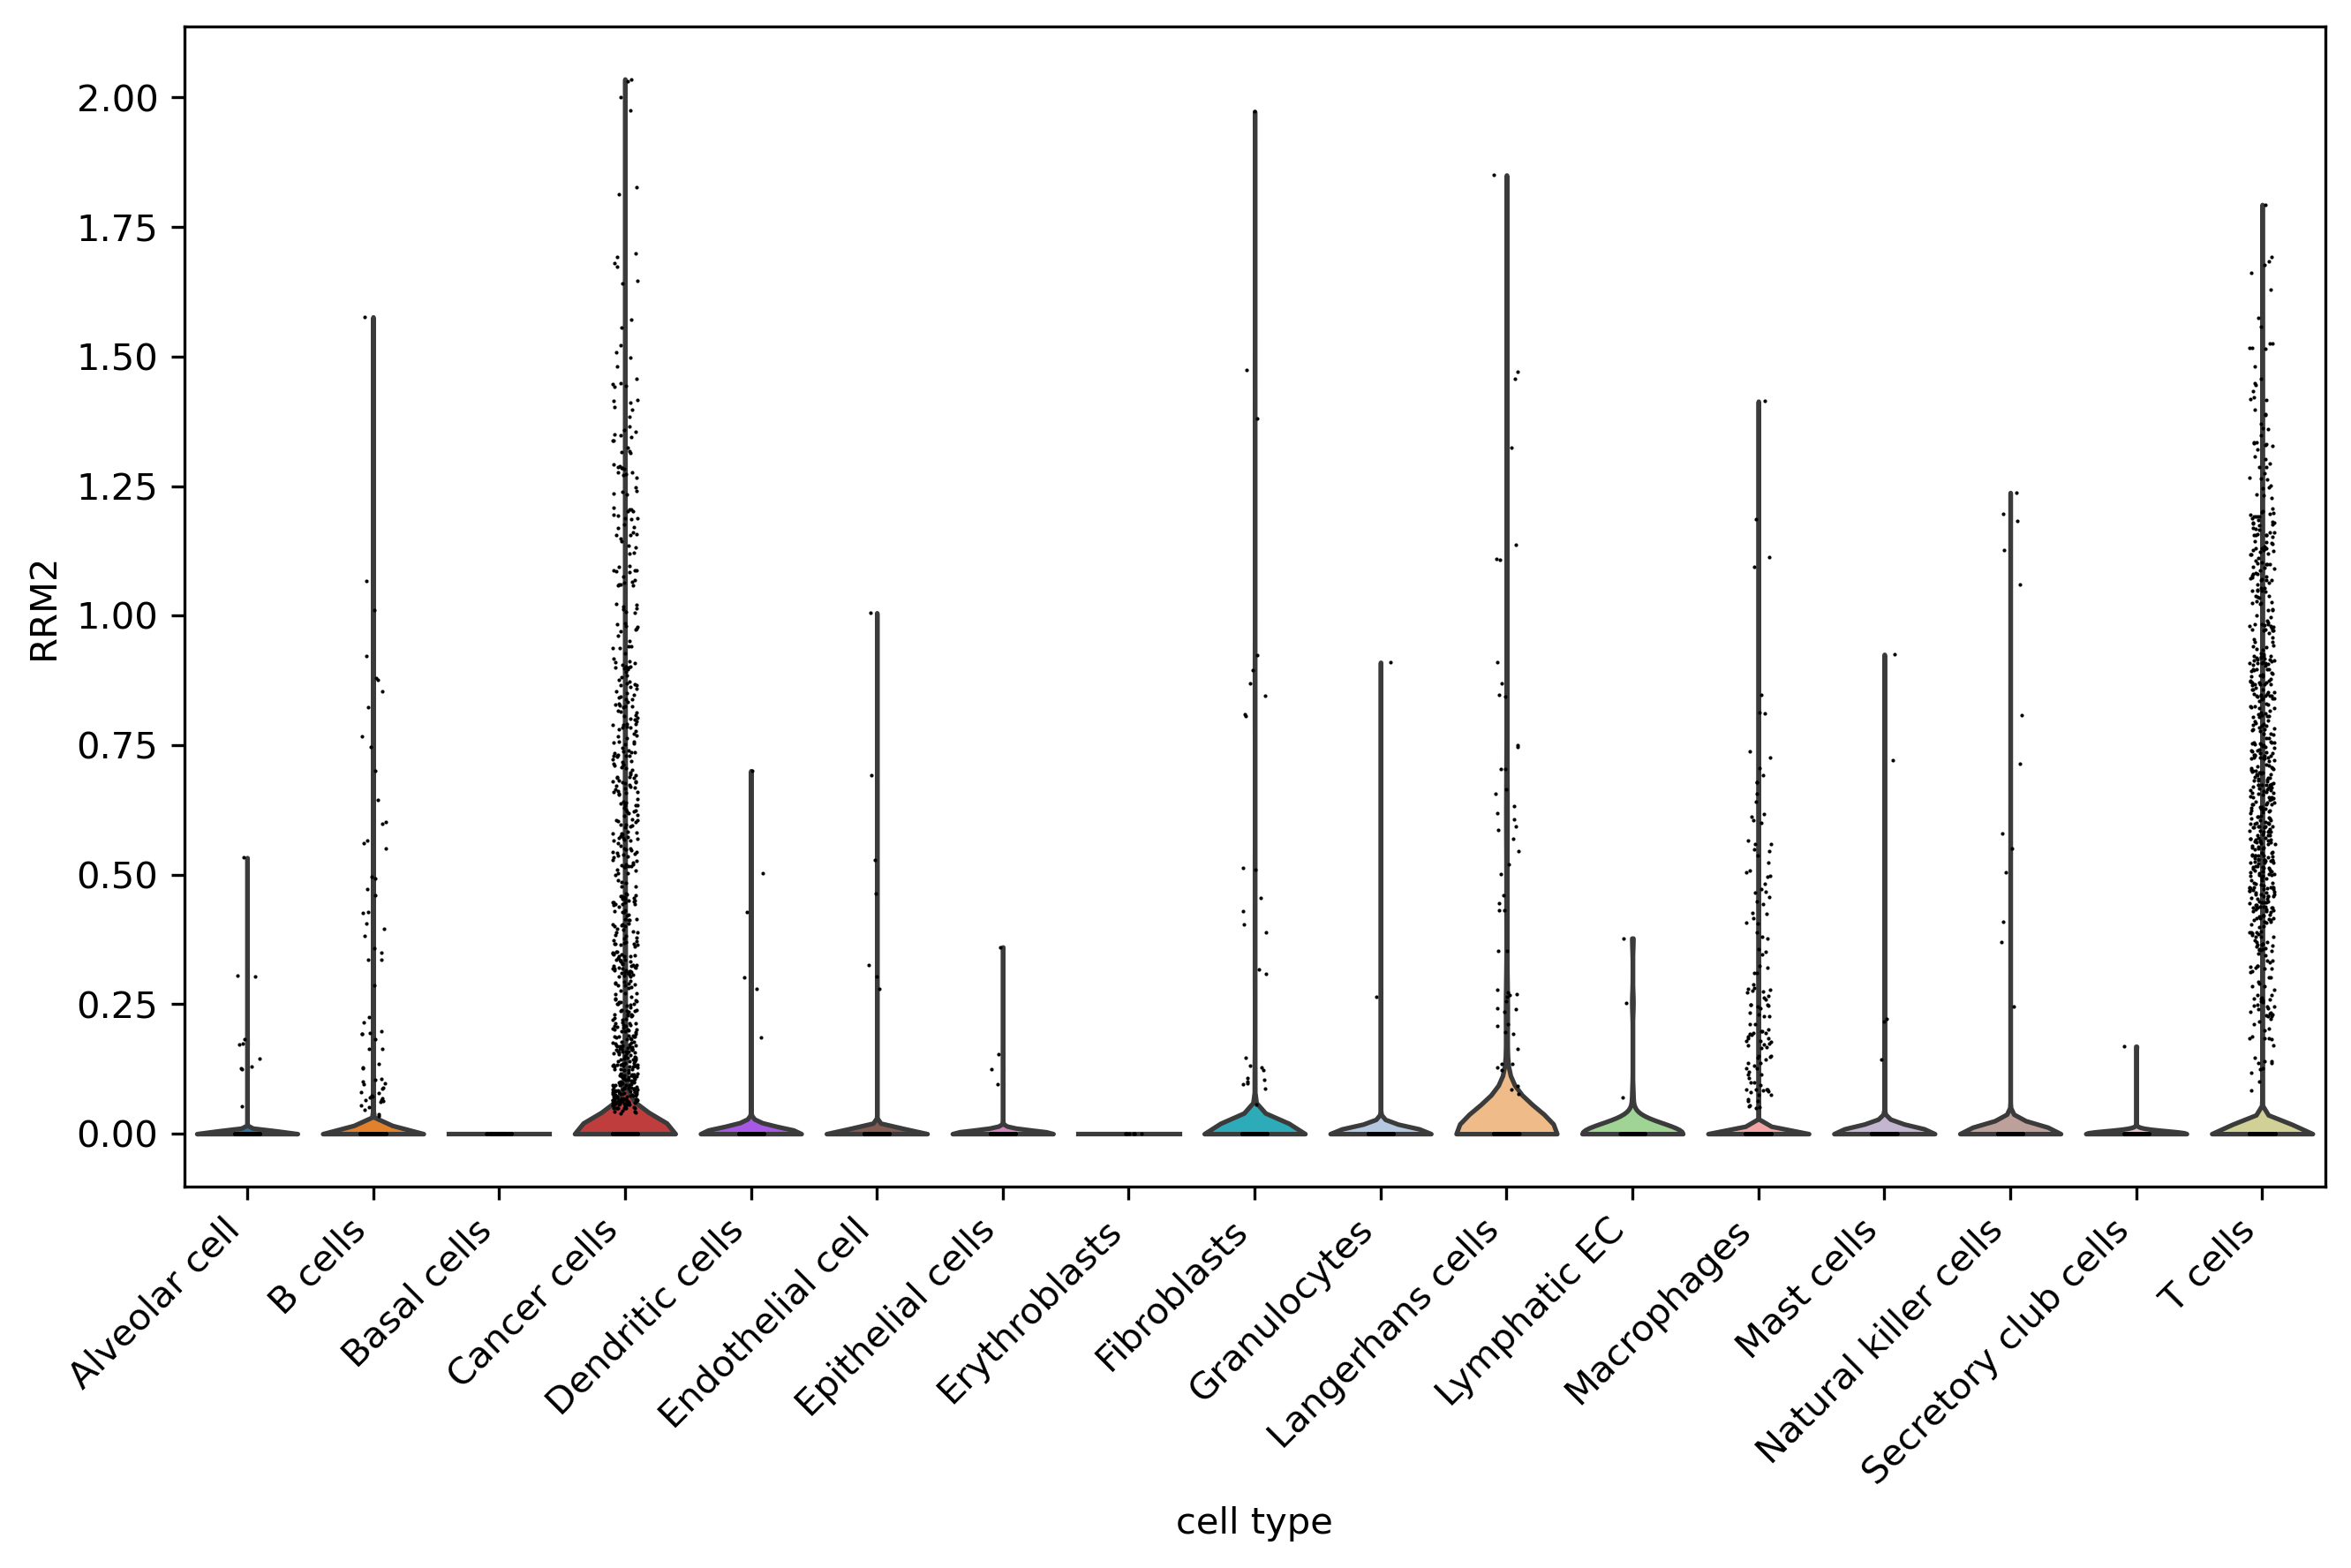 RRM2
2.00
1.75
1.50
1.25
1.00
0.75
0.50
0.25
0.00
Alveolar cell
B cells
Basal cells
Cancer cells
Dendritic cells
Endothelial cell
Epithelial cells
Erythroblasts
Fibroblasts
Granulocytes
Langerhans cells
Lymphatic EC
Macrophages
Mast cells
Natural killer cells
Secretory club cells
T cells
cell type